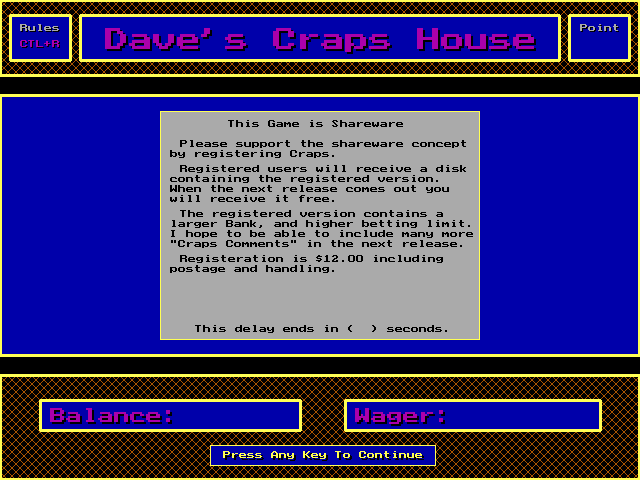 Rules
CTL+R
Dave's Craps House
Point
This Game is Shareware
Please support the shareware concept
by registering Craps.
Registered users will receive a disk
containing the registered version.
When the next release comes out you
will receive it free.
The registered version contains a
larger Bank, and higher betting limit.
I hope to be able to include many more
"Craps Comments" in the next release.
Registeration is $12.00 including
postage and handling.
This delay ends in (  ) seconds.
Balance:
Wager:
Press Any Key To Continue